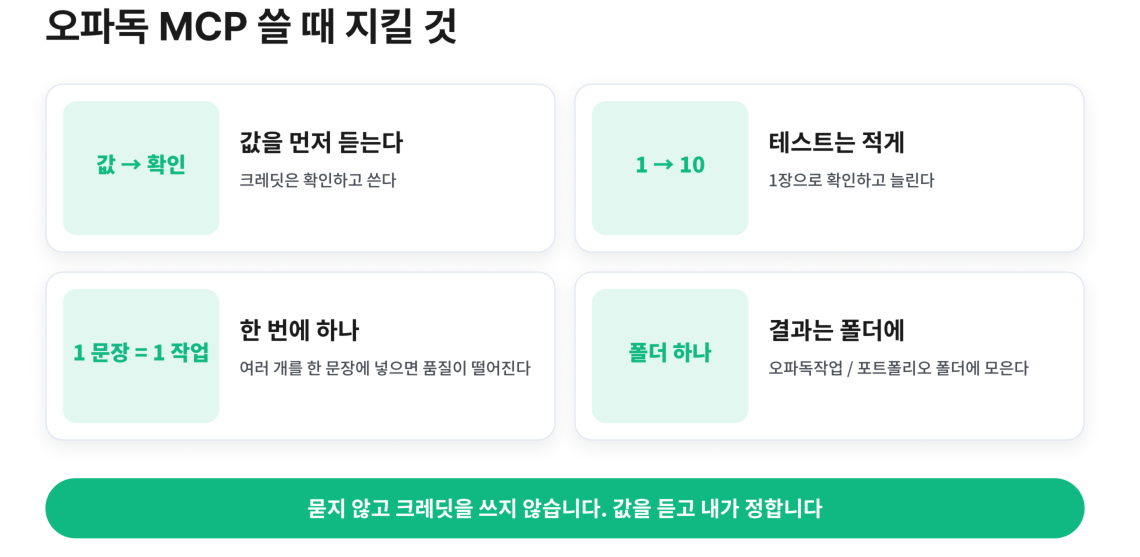 오파독 MCP 쓸 때 지킬 것
값 → 확인
값을 먼저 듣는다
크레딧은 확인하고 쓴다
1 → 10
테스트는 적게
1장으로 확인하고 늘린다
1 문장 = 1 작업
한 번에 하나
여러 개를 한 문장에 넣으면 품질이 떨어진다
폴더 하나
결과는 폴더에
오파독작업 / 포트폴리오 폴더에 모은다
묻지 않고 크레딧을 쓰지 않습니다. 값을 듣고 내가 정합니다